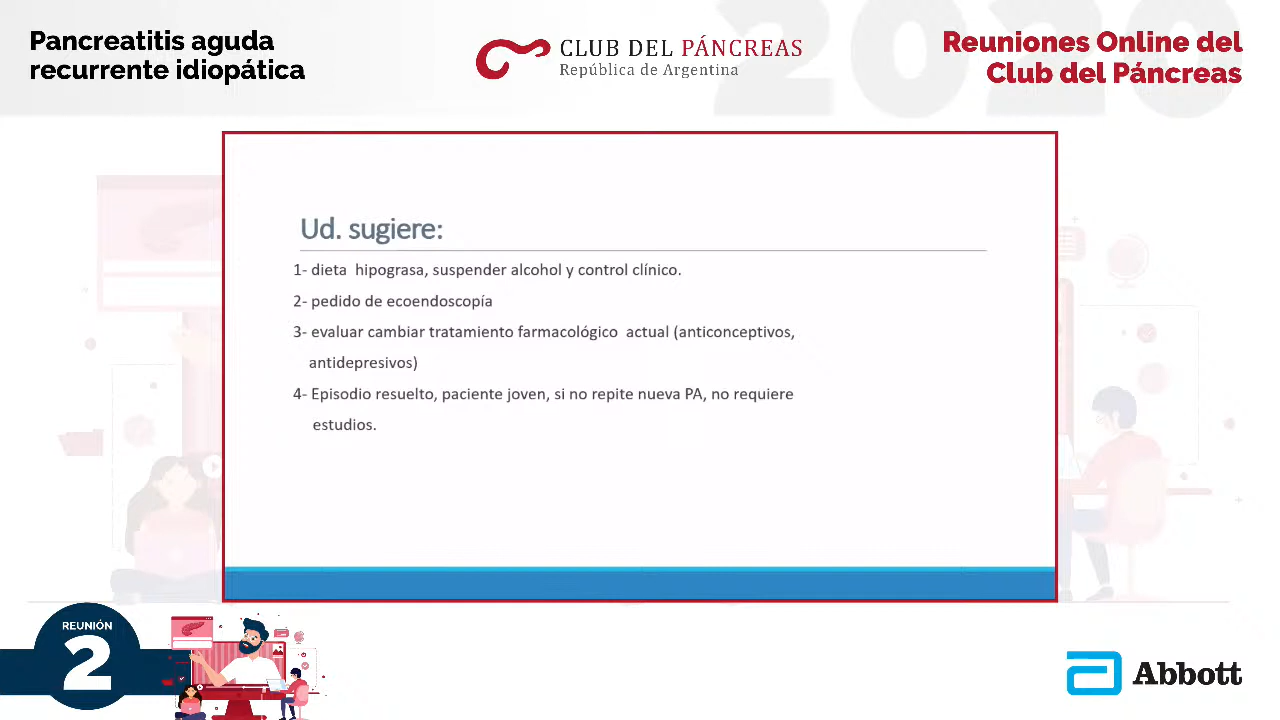 Pancreatitis aguda
recurrente idiopática
CLUB DEL PÁNCREAS
República de Argentina
2020
Reuniones Online del
Club del Páncreas
Ud. sugiere:
1- dieta  hipograsa, suspender alcohol y control clínico.
2- pedido de ecoendoscopía
3- evaluar cambiar tratamiento farmacológico  actual (anticonceptivos,
antidepresivos)
4- Episodio resuelto, paciente joven, si no repite nueva PA, no requiere
estudios.
REUNIÓN
2
Abbott